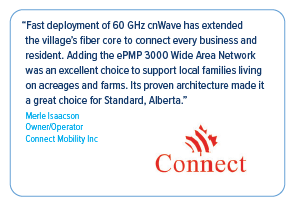 “Fast deployment of 60 GHz cnWave has extended
the village’s fiber core to connect every business and
resident. Adding the ePMP 3000 Wide Area Network
was an excellent choice to support local families living
on acreages and farms. Its proven architecture made it
a great choice for Standard, Alberta.”
Merle Isaacson
Owner/Operator
Connect Mobility Inc
Connect